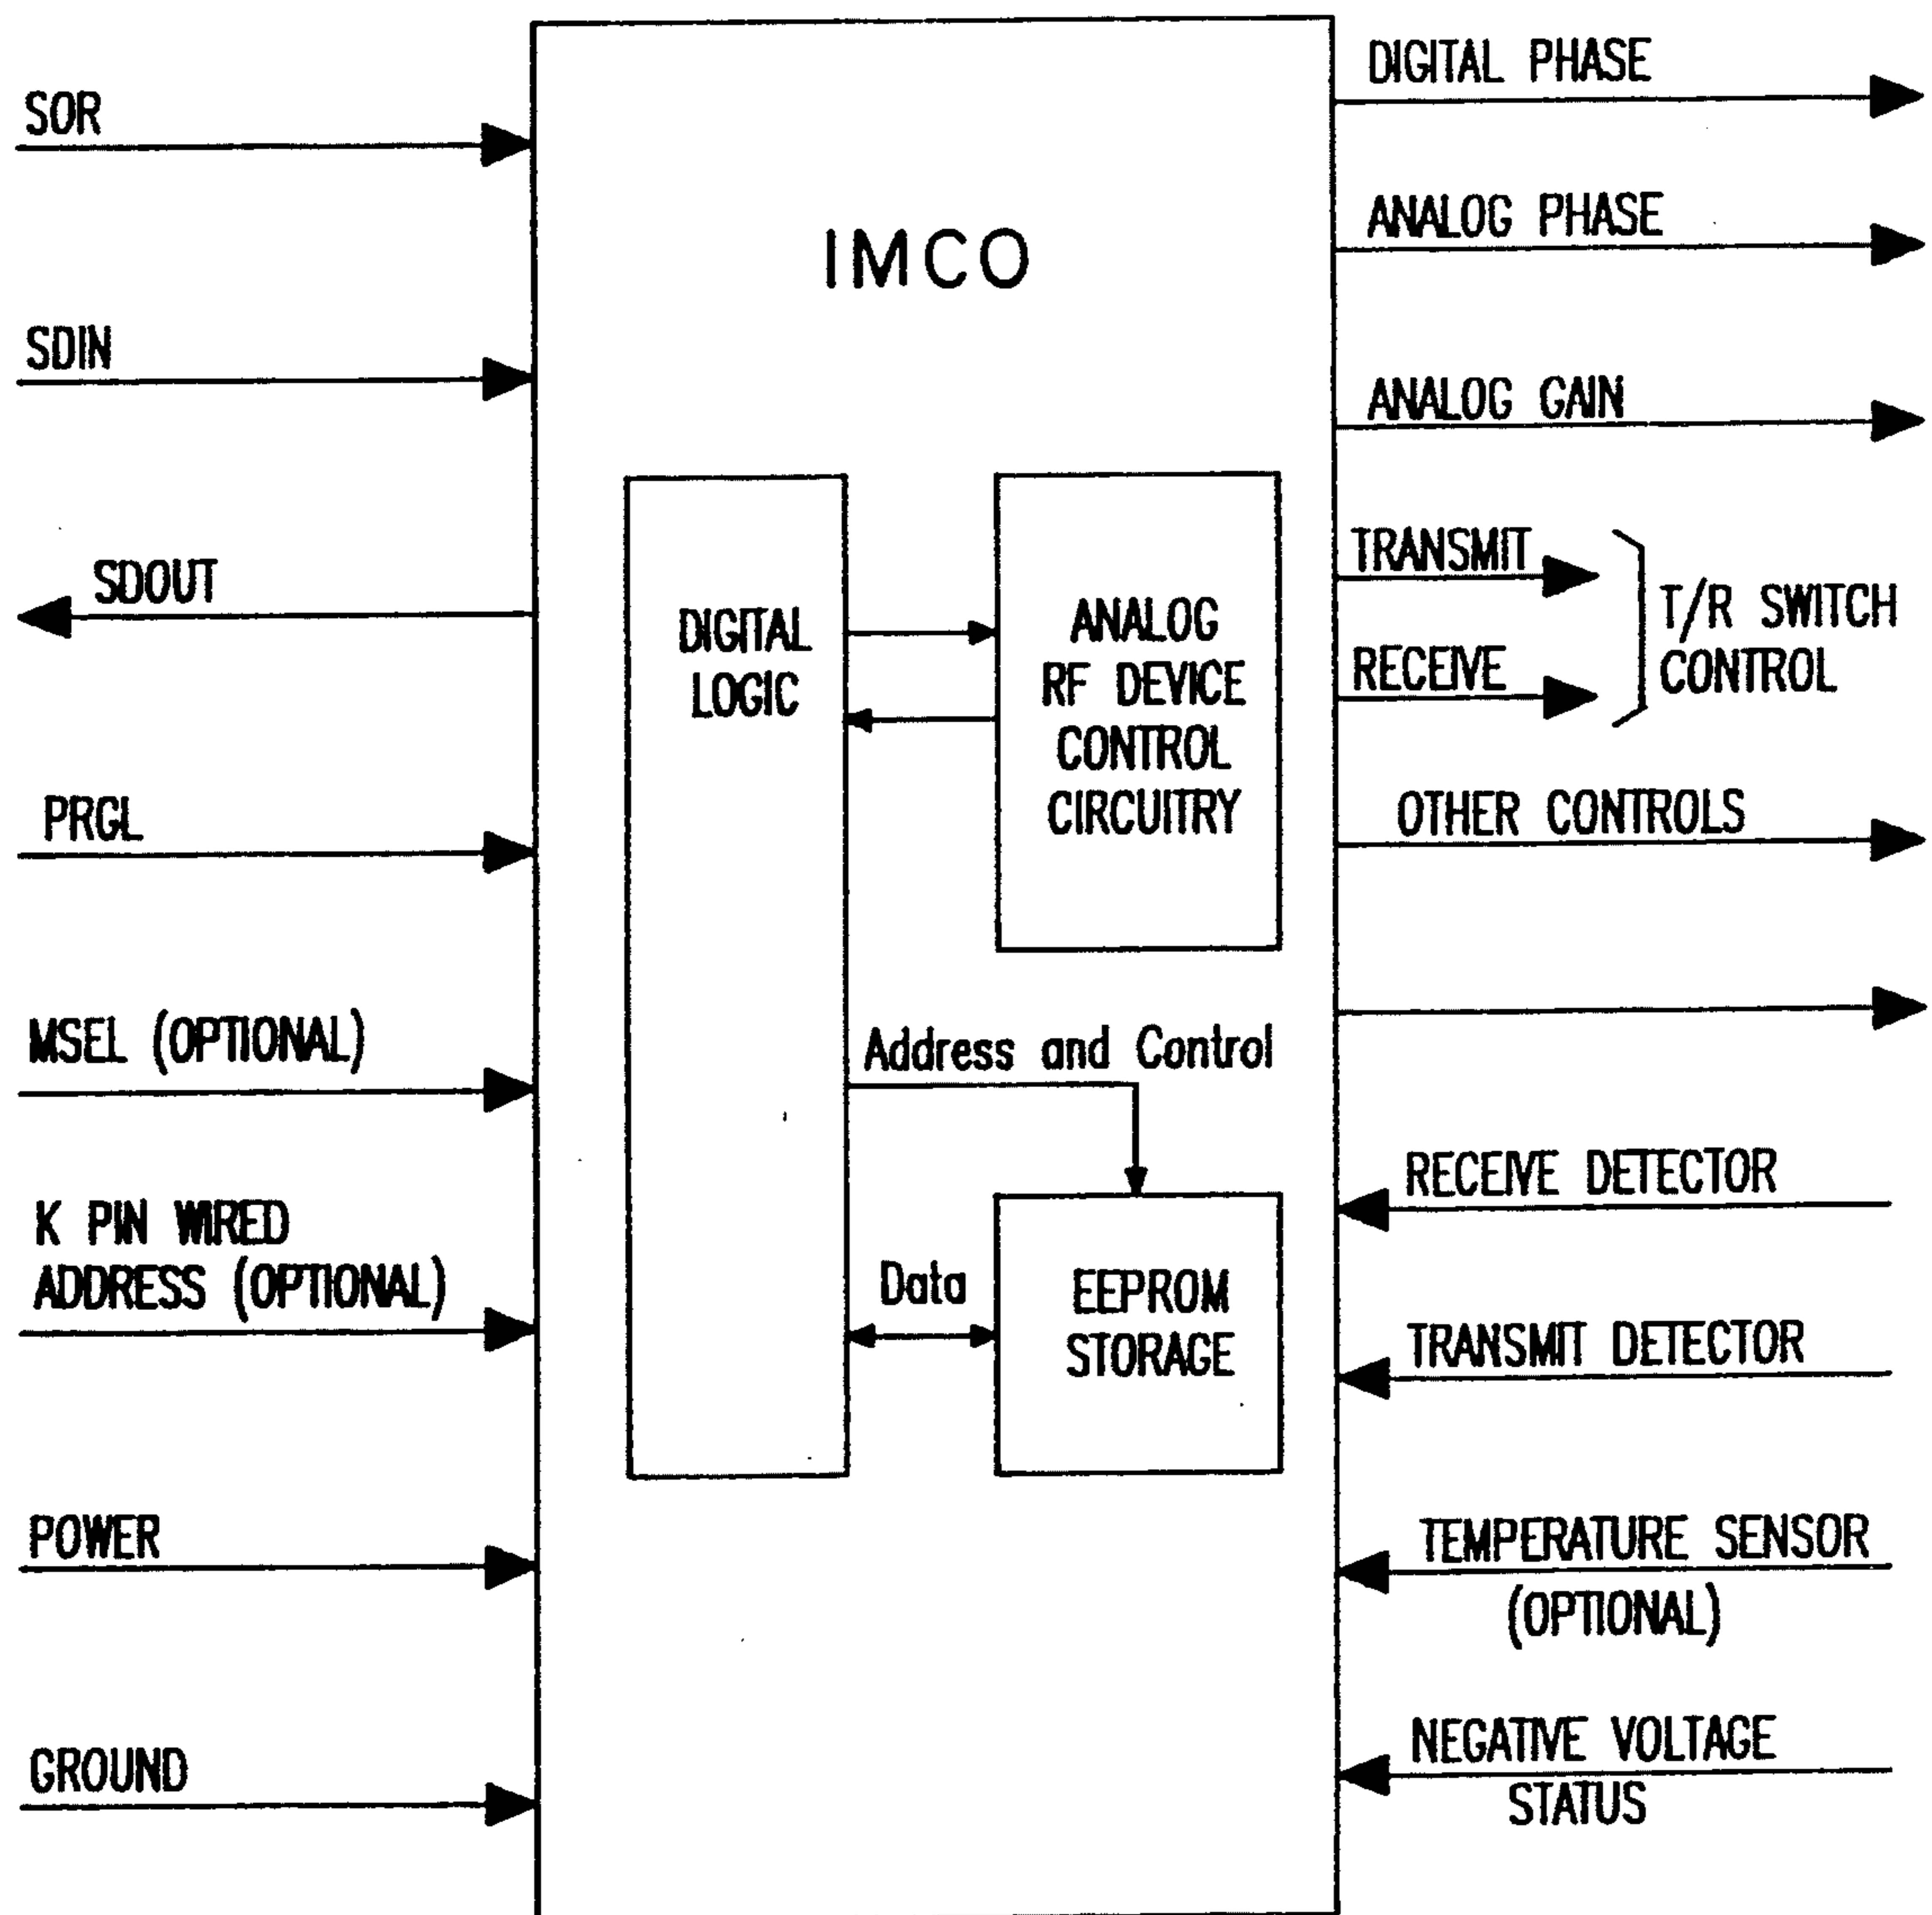 SOR
SDIN
SDOUT
PRGL
MSEL (OPTIONAL)
K PIN WIRED
ADDRESS (OPTIONAL)
POWER
GROUND
IMCO
DIGITAL
LOGIC
ANALOG
RF DEVICE
CONTROL
CIRCUITRY
Address and Control
Data
EEPROM
STORAGE
DIGITAL PHASE
ANALOG PHASE
ANALOG GAIN
TRANSMIT
RECEIVE
T/R SWITCH
CONTROL
OTHER CONTROLS
RECEIVE DETECTOR
TRANSMIT DETECTOR
TEMPERATURE SENSOR
(OPTIONAL)
NEGATIVE VOLTAGE
STATUS